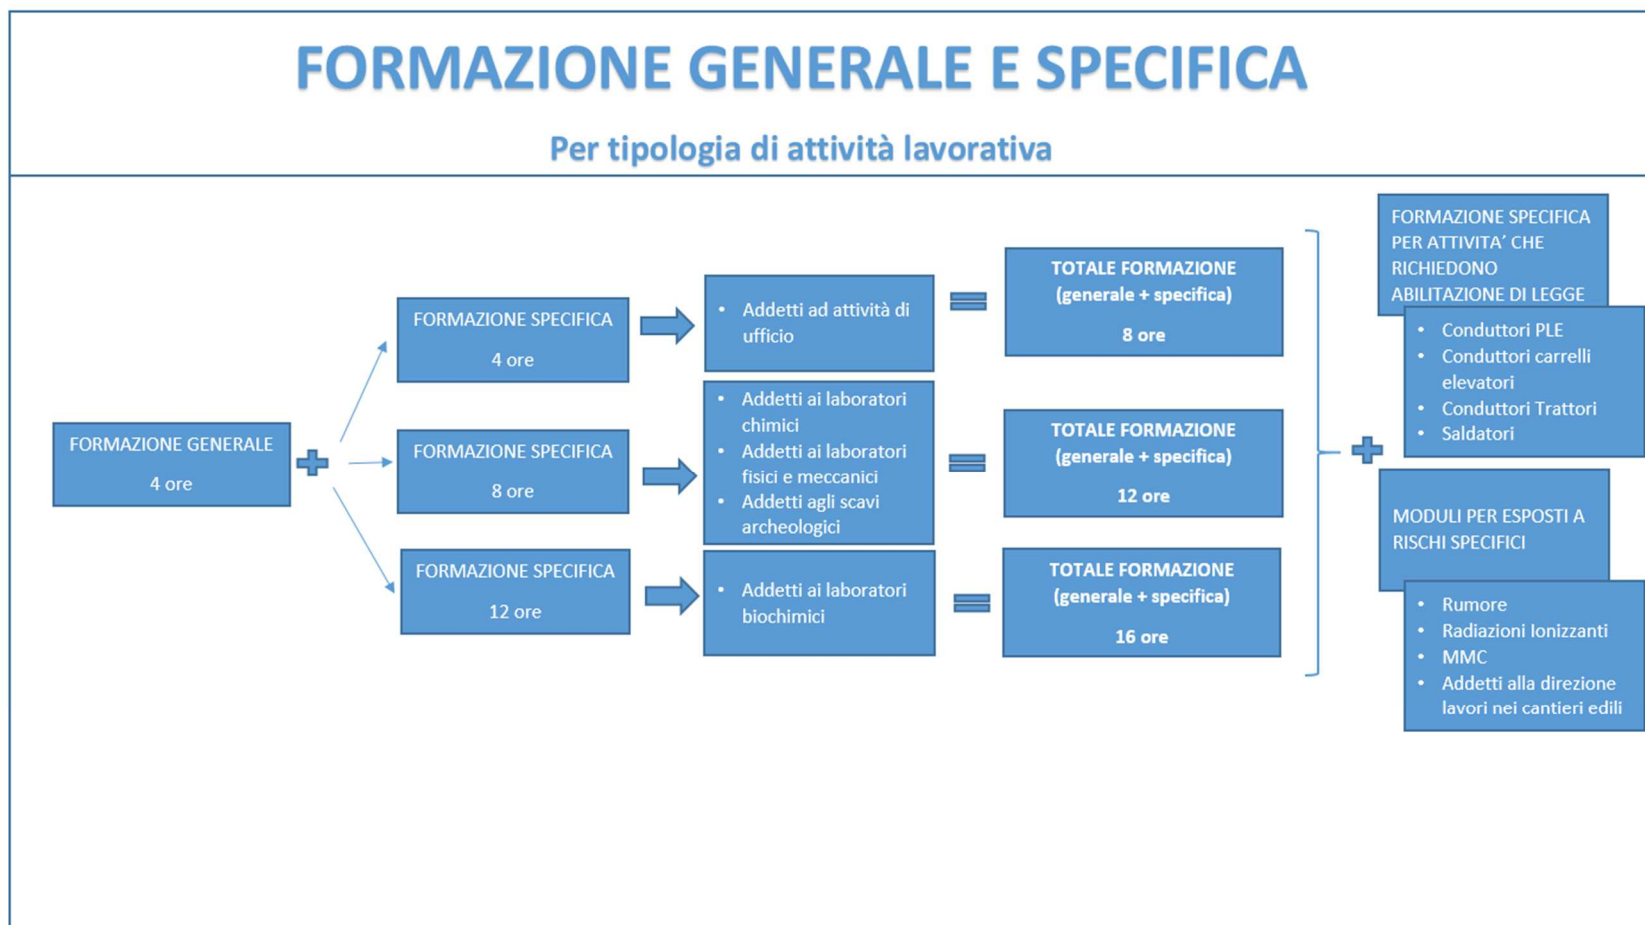 FORMAZIONE GENERALE E SPECIFICA
Per tipologia di attività lavorativa
FORMAZIONE GENERALE
4 ore
FORMAZIONE SPECIFICA
4 ore
• Addetti ad attività di
ufficio
TOTALE FORMAZIONE
(generale + specifica)
8 ore
FORMAZIONE SPECIFICA
8 ore
• Addetti ai laboratori
chimici
• Addetti ai laboratori
fisici e meccanici
• Addetti agli scavi
archeologici
TOTALE FORMAZIONE
(generale + specifica)
12 ore
FORMAZIONE SPECIFICA
12 ore
• Addetti ai laboratori
biochimici
TOTALE FORMAZIONE
(generale + specifica)
16 ore
FORMAZIONE SPECIFICA
PER ATTIVITA´ CHE
RICHIEDONO
ABILITAZIONE DI LEGGE
• Conduttori PLE
• Conduttori carrelli
elevatori
• Conduttori Trattori
• Saldatori
MODULI PER ESPOSTI A
RISCHI SPECIFICI
• Rumore
• Radiazioni Ionizzanti
• MMC
• Addetti alla direzione
lavori nei cantieri edili